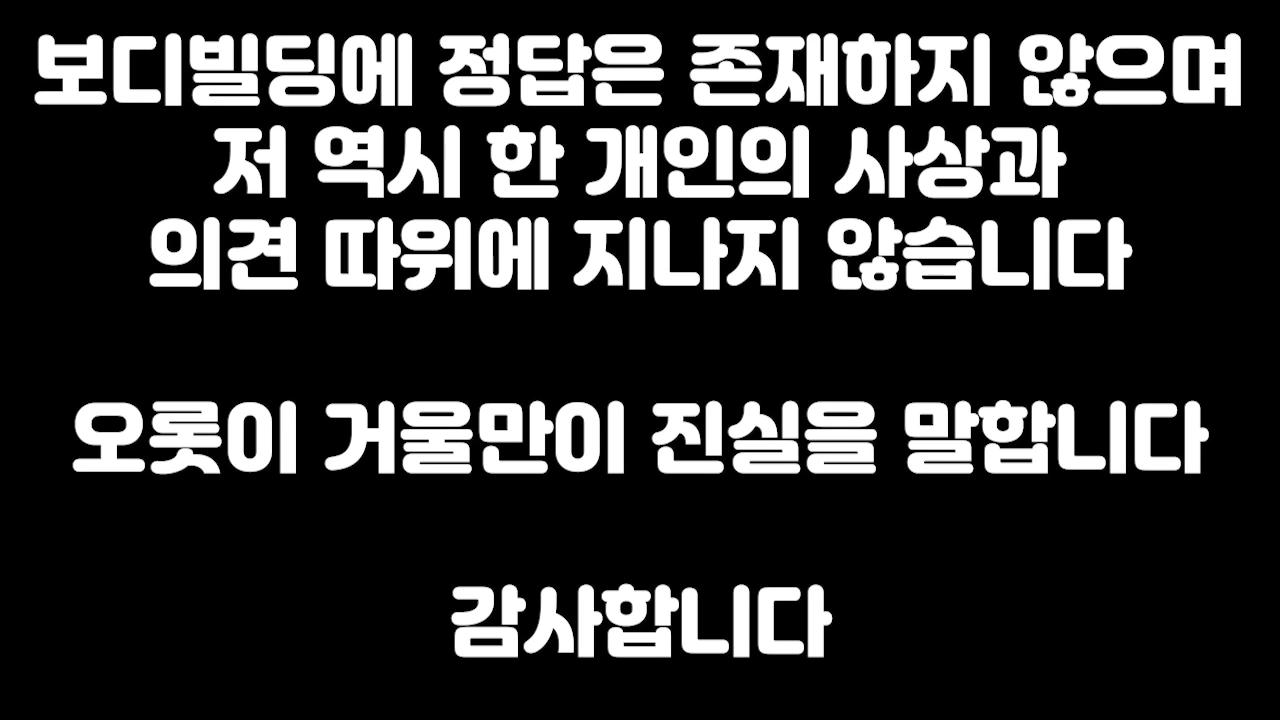 보디빌딩에 정답은 존재하지 않으며
저 역시 한 개인의 사상과
의견 따위에 지나지 않습니다
오롯이 거울만이 진실을 말합니다
감사합니다